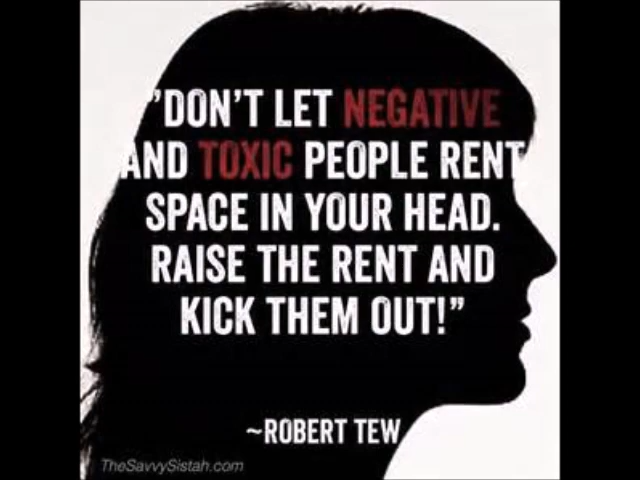 "DON'T LET NEGATIVE
AND TOXIC PEOPLE RENT
SPACE IN YOUR HEAD.
RAISE THE RENT AND
KICK THEM OUT!"
~ROBERT TEW
TheSavvySistah.com